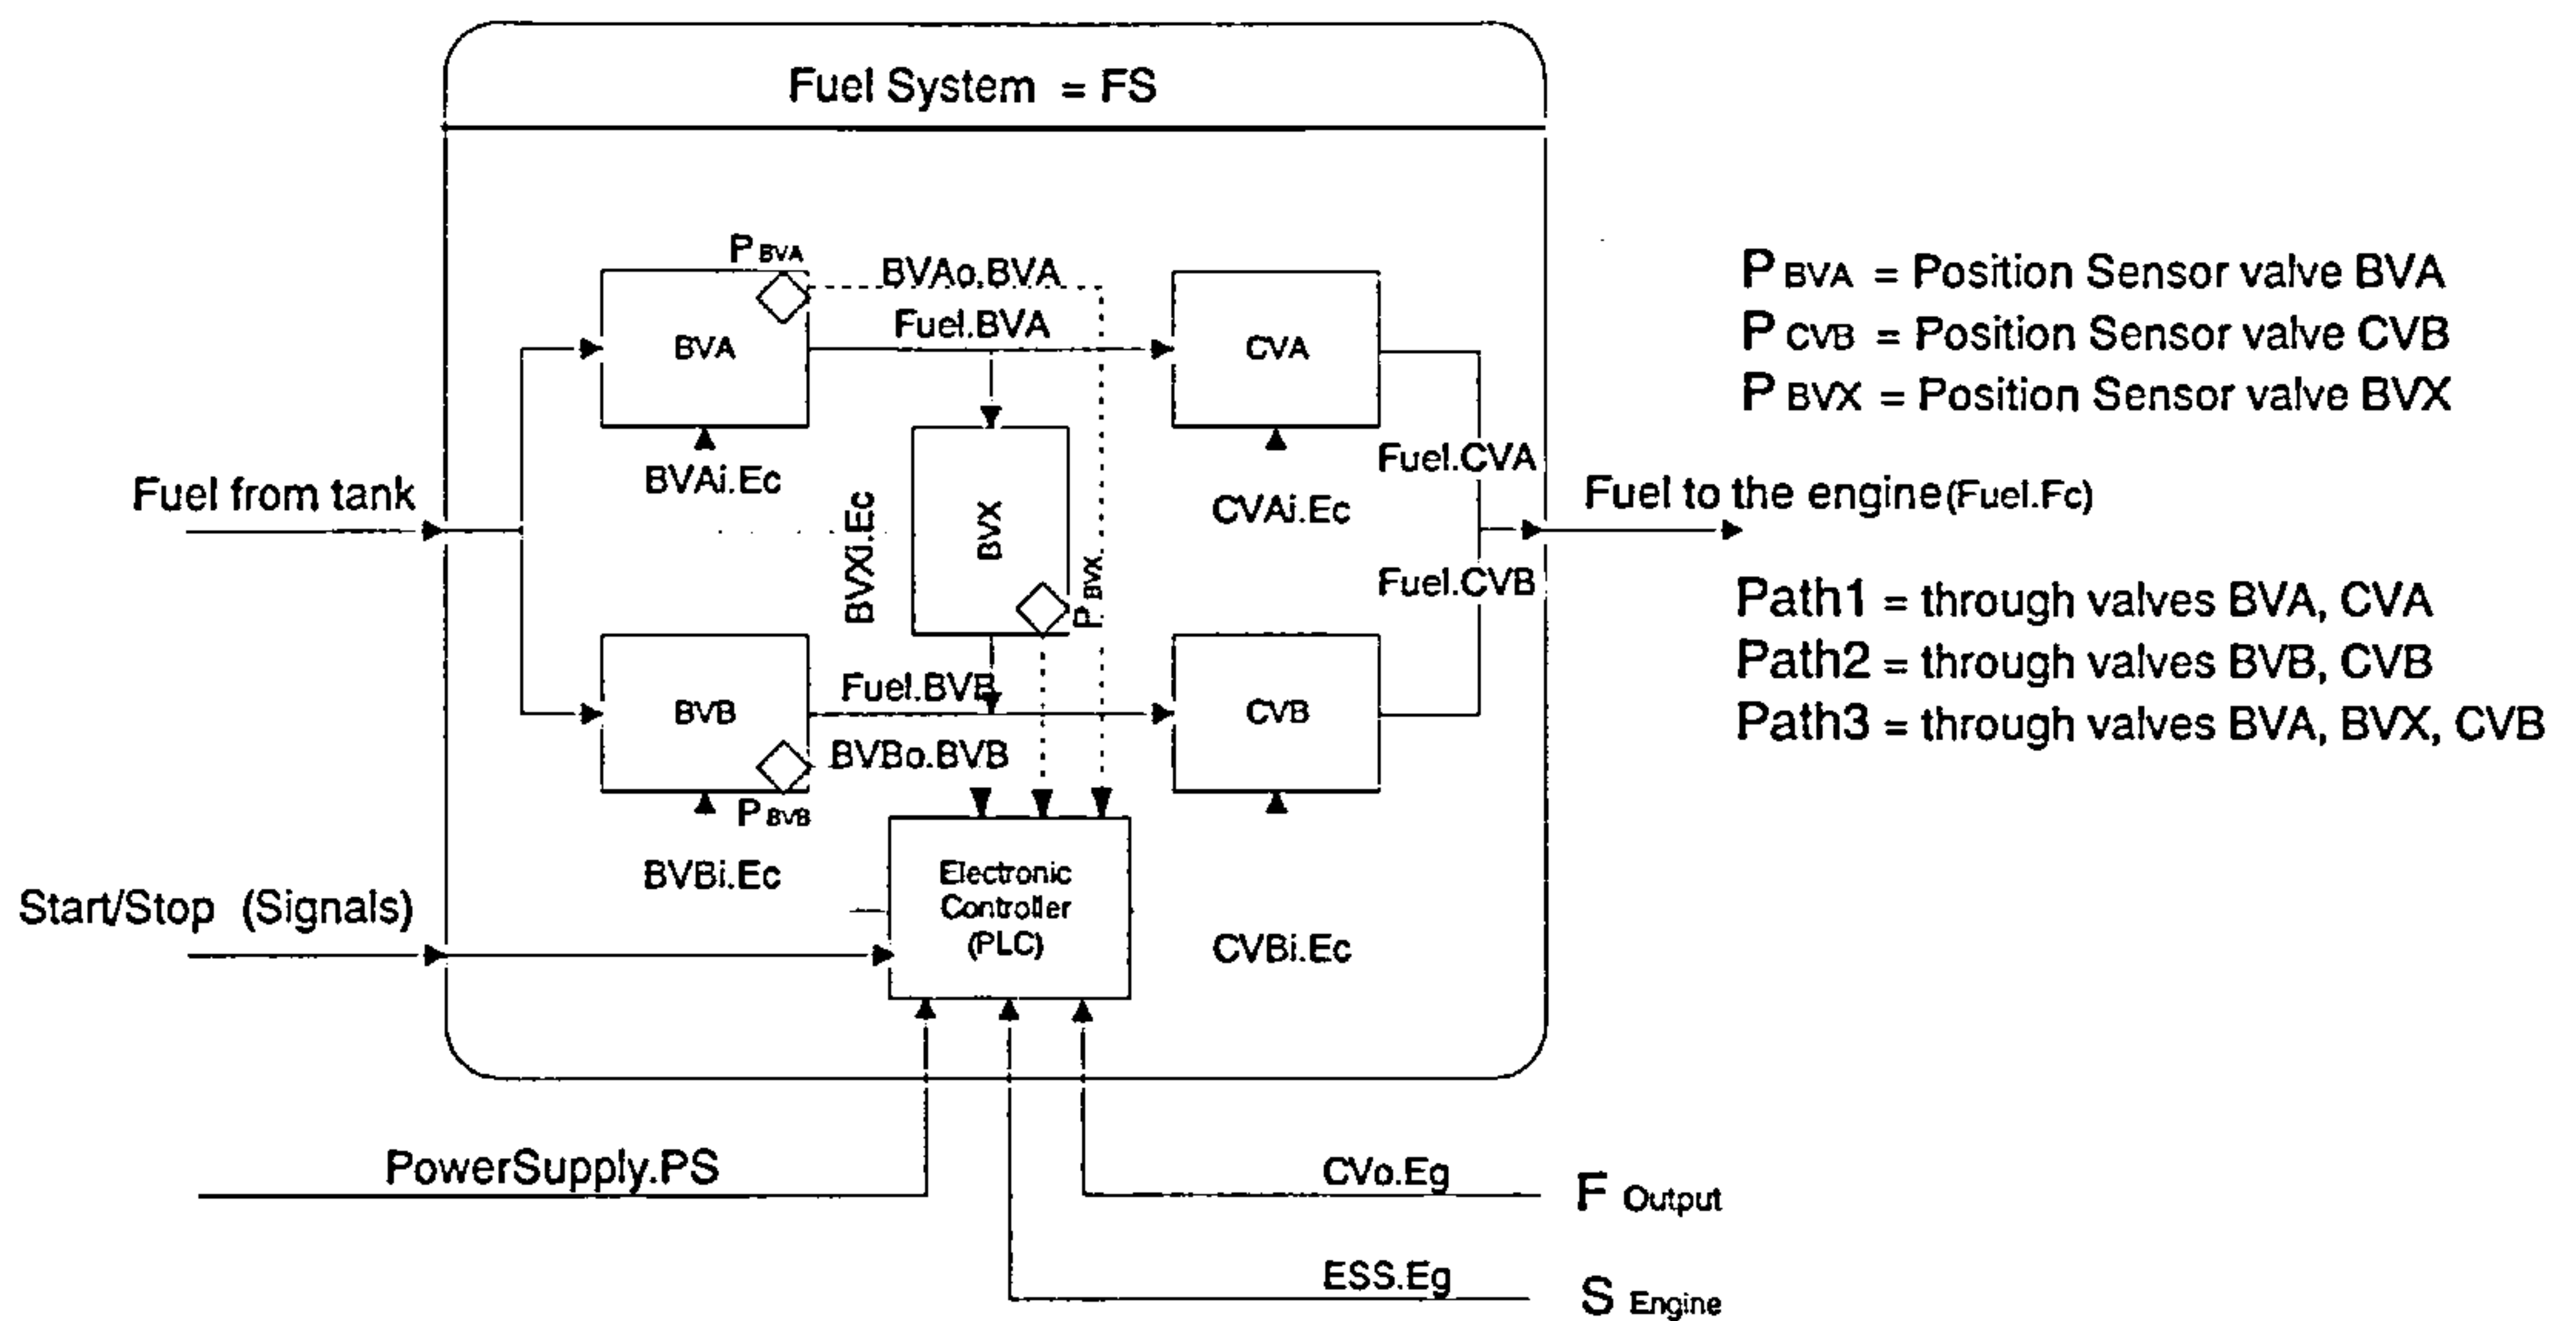 Fuel System = FS
P BVA
BVAo.BVA
Fuel.BVA
BVA
CVA
BVAi.Ec
BVXi.Ec
BVX
P BVX
CVAi.Ec
Fuel.CVA
Fuel from tank
Fuel to the engine(Fuel.Fc)
Fuel.CVB
P BVA = Position Sensor valve BVA
P CVB = Position Sensor valve CVB
P BVX = Position Sensor valve BVX
Path1 = through valves BVA, CVA
Path2 = through valves BVB, CVB
Path3 = through valves BVA, BVX, CVB
Fuel.BVB
BVB
CVB
BVBo.BVB
P BVB
BVBi.Ec
Electronic
Controller
(PLC)
CVBi.Ec
Start/Stop (Signals)
PowerSupply.PS
CVo.Eg
F Output
ESS.Eg
S Engine